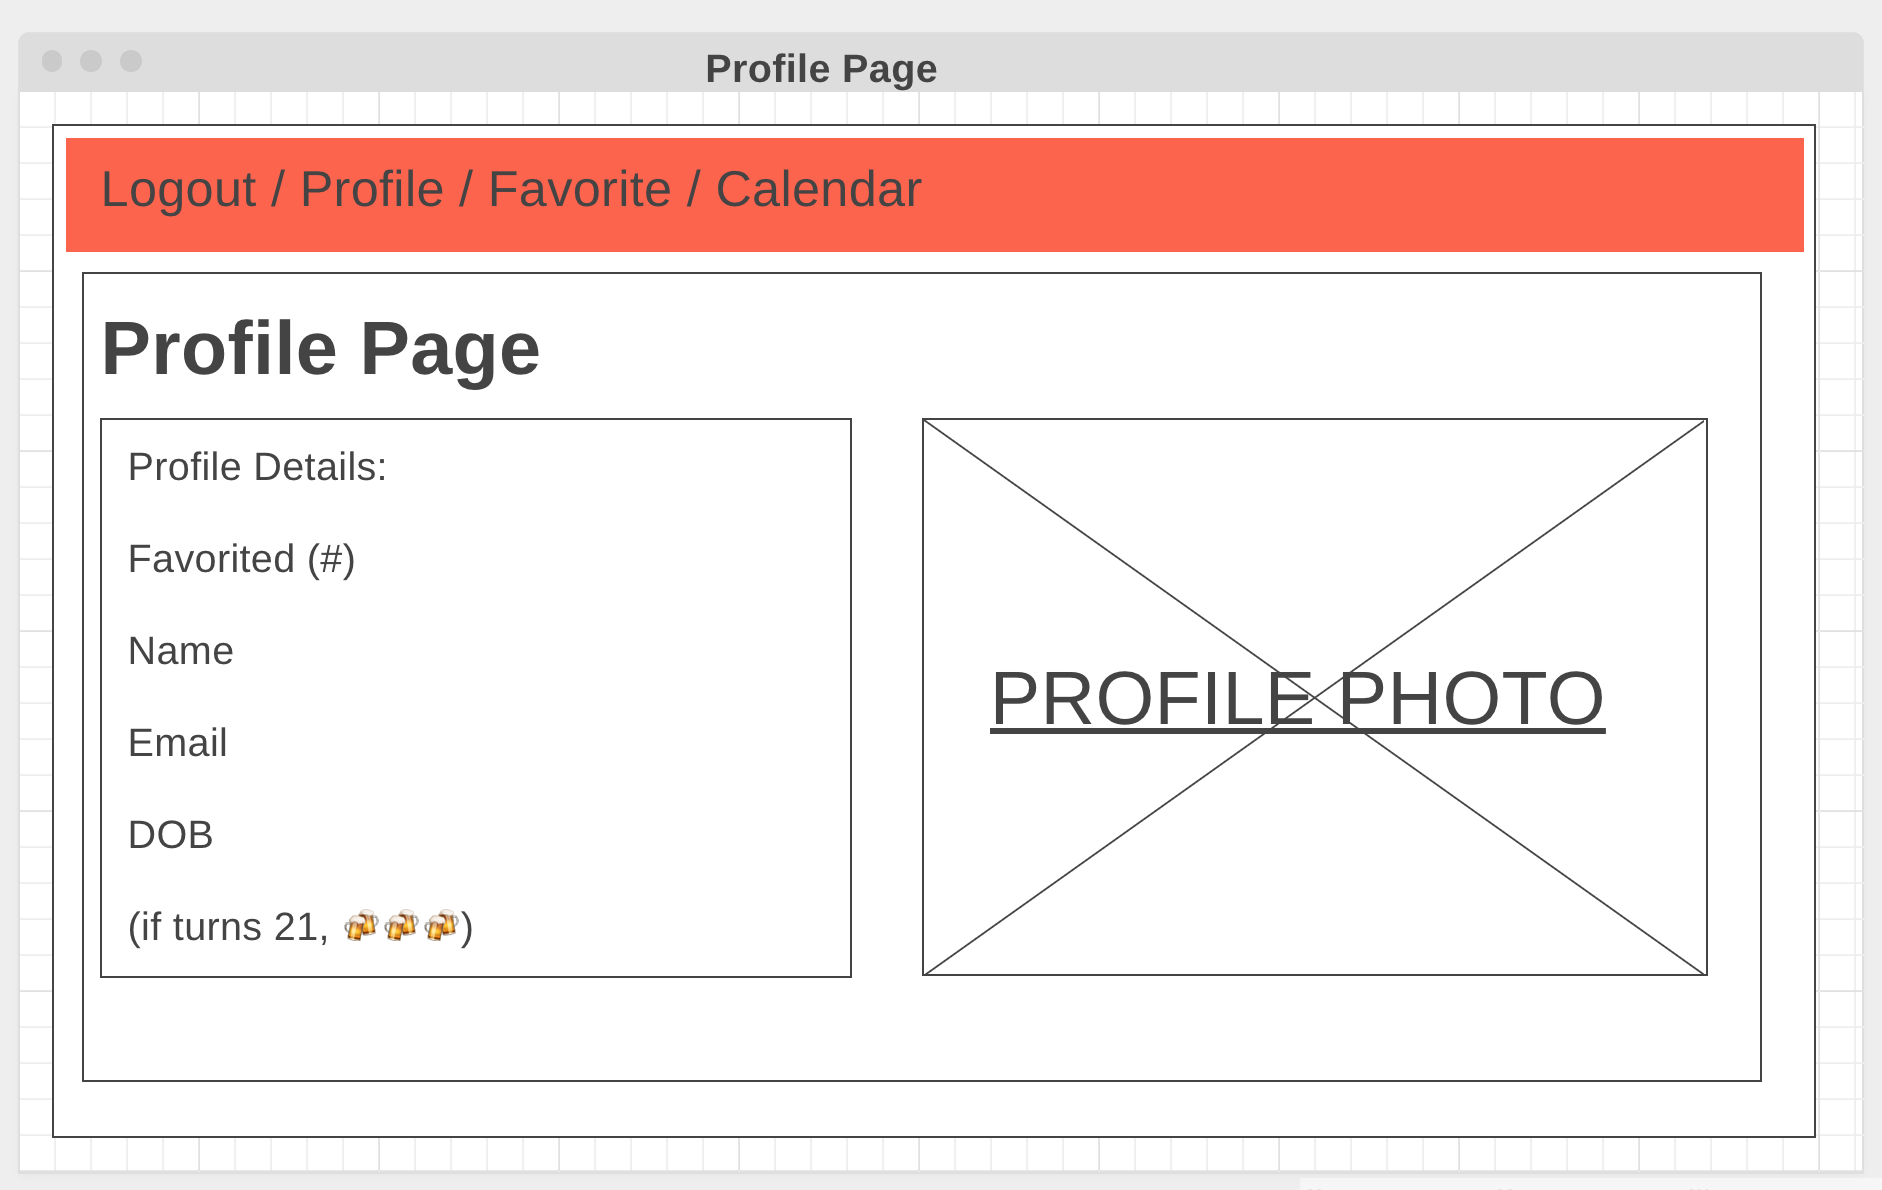 Profile Page
Logout / Profile / Favorite / Calendar
Profile Page
Profile Details:
Favorited (#)
Name
Email
DOB
(if turns 21, 🍻🍻🍻)
PROFILE PHOTO